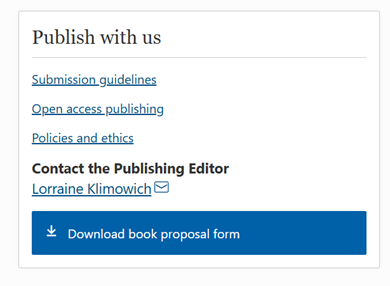 Publish with us
Submission guidelines
Open access publishing
Policies and ethics
Contact the Publishing Editor
Lorraine Klimowich
Download book proposal form